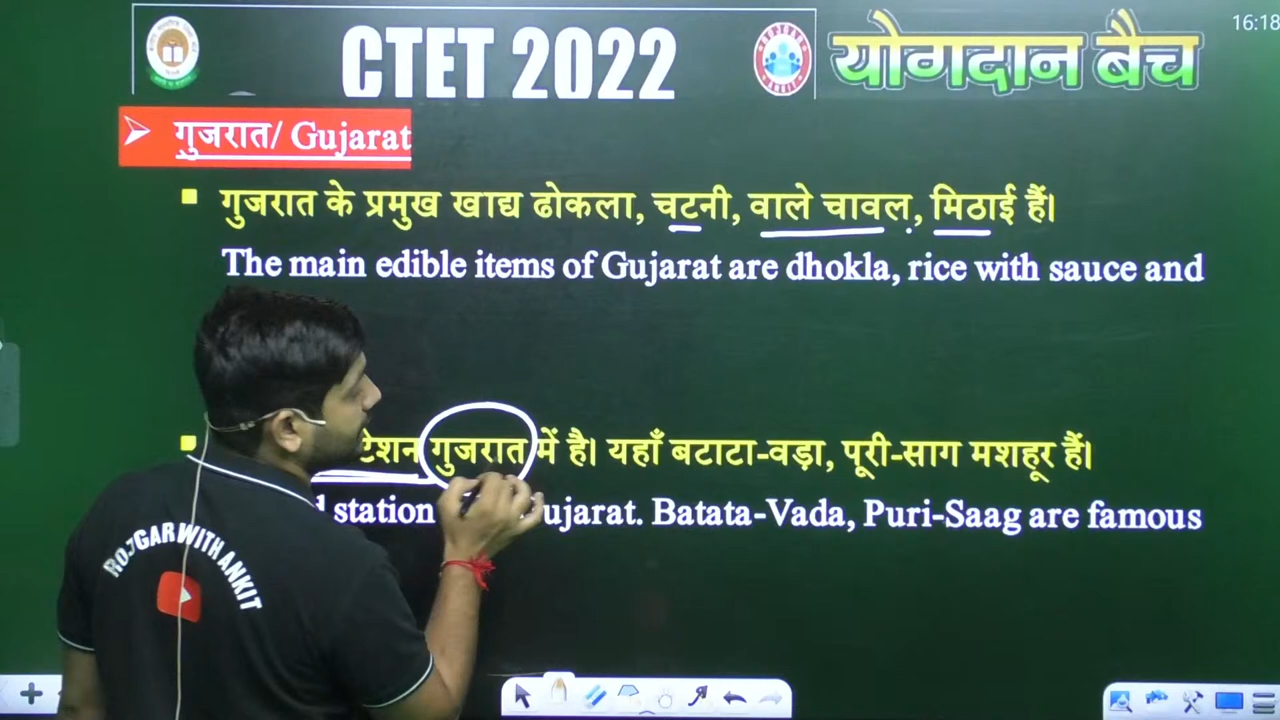 CTET 2022
योगदान बैच
16:18
गुजरात/ Gujarat
गुजरात के प्रमुख खाद्य ढोकला, चटनी, वाले चावल, मिठाई हैं।
The main edible items of Gujarat are dhokla, rice with sauce and
गुजरात में है। यहाँ बटाटा-वड़ा, पूरी-साग मशहूर हैं।
station ujarat. Batata-Vada, Puri-Saag are famous
ROJGAR WITH ANKIT